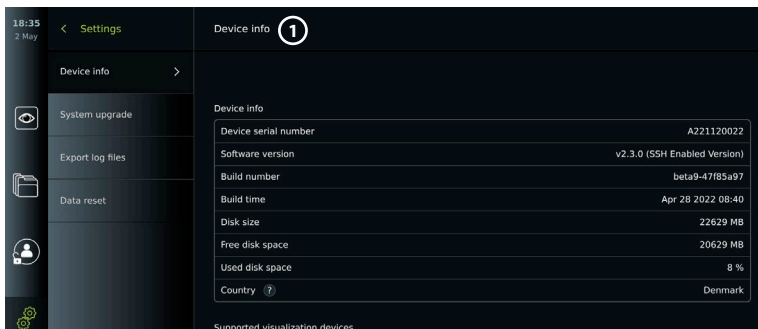 18:35
2 May
Settings
Device info
1
Device info
System upgrade
Export log files
Data reset
Device info
Device serial number A221120022
Software version v2.3.0 (SSH Enabled Version)
Build number beta9-47f85a97
Build time Apr 28 2022 08:40
Disk size 22629 MB
Free disk space 20629 MB
Used disk space 8 %
Country ? Denmark
Supported visualization devices